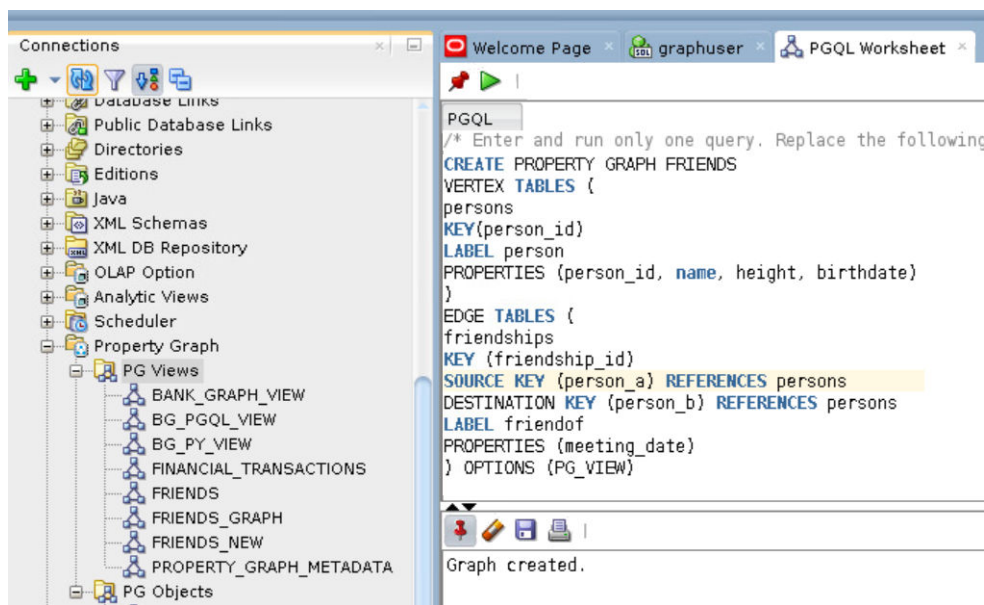 Connections
Database Links
Public Database Links
Directories
Editions
Java
XML Schemas
XML DB Repository
OLAP Option
Analytic Views
Scheduler
Property Graph
PG Views
BANK_GRAPH_VIEW
BG_PGQL_VIEW
BG_PY_VIEW
FINANCIAL_TRANSACTIONS
FRIENDS
FRIENDS_GRAPH
FRIENDS_NEW
PROPERTY_GRAPH_METADATA
PG Objects
Welcome Page graphuser PGQL Worksheet
PGQL
/* Enter and run only one query. Replace the following
CREATE PROPERTY GRAPH FRIENDS
VERTEX TABLES (
persons
KEY(person_id)
LABEL person
PROPERTIES (person_id, name, height, birthdate)
)
EDGE TABLES (
friendships
KEY (friendship_id)
SOURCE KEY (person_a) REFERENCES persons
DESTINATION KEY (person_b) REFERENCES persons
LABEL friendof
PROPERTIES (meeting_date)
) OPTIONS (PG_VIEW)
Graph created.